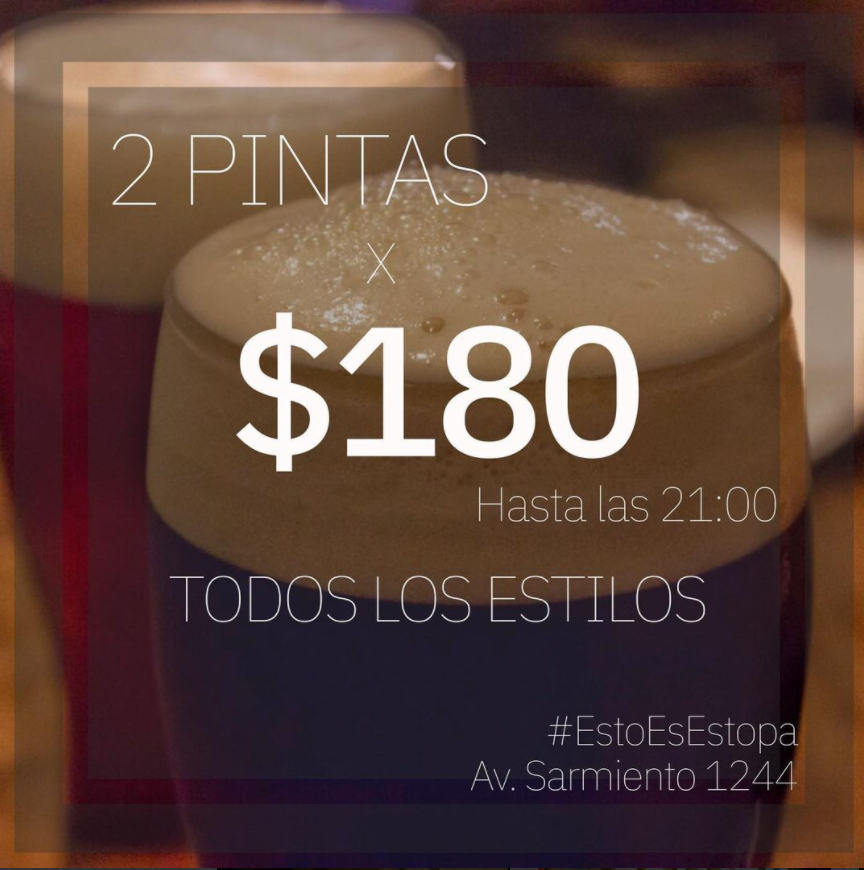 2 PINTAS
X
$180
Hasta las 21:00
TODOS LOS ESTILOS
#EstoEsEstopa
Av. Sarmiento 1244